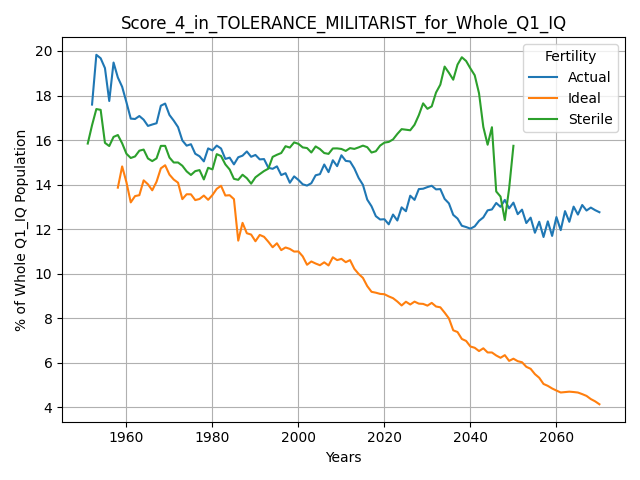 Score_4_in_TOLERANCE_MILITARIST_for_Whole_Q1_IQ
% of Whole Q1_IQ Population
20
18
16
14
12
10
8
6
4
Fertility
Actual
Ideal
Sterile
1960 1980 2000 2020 2040 2060
Years